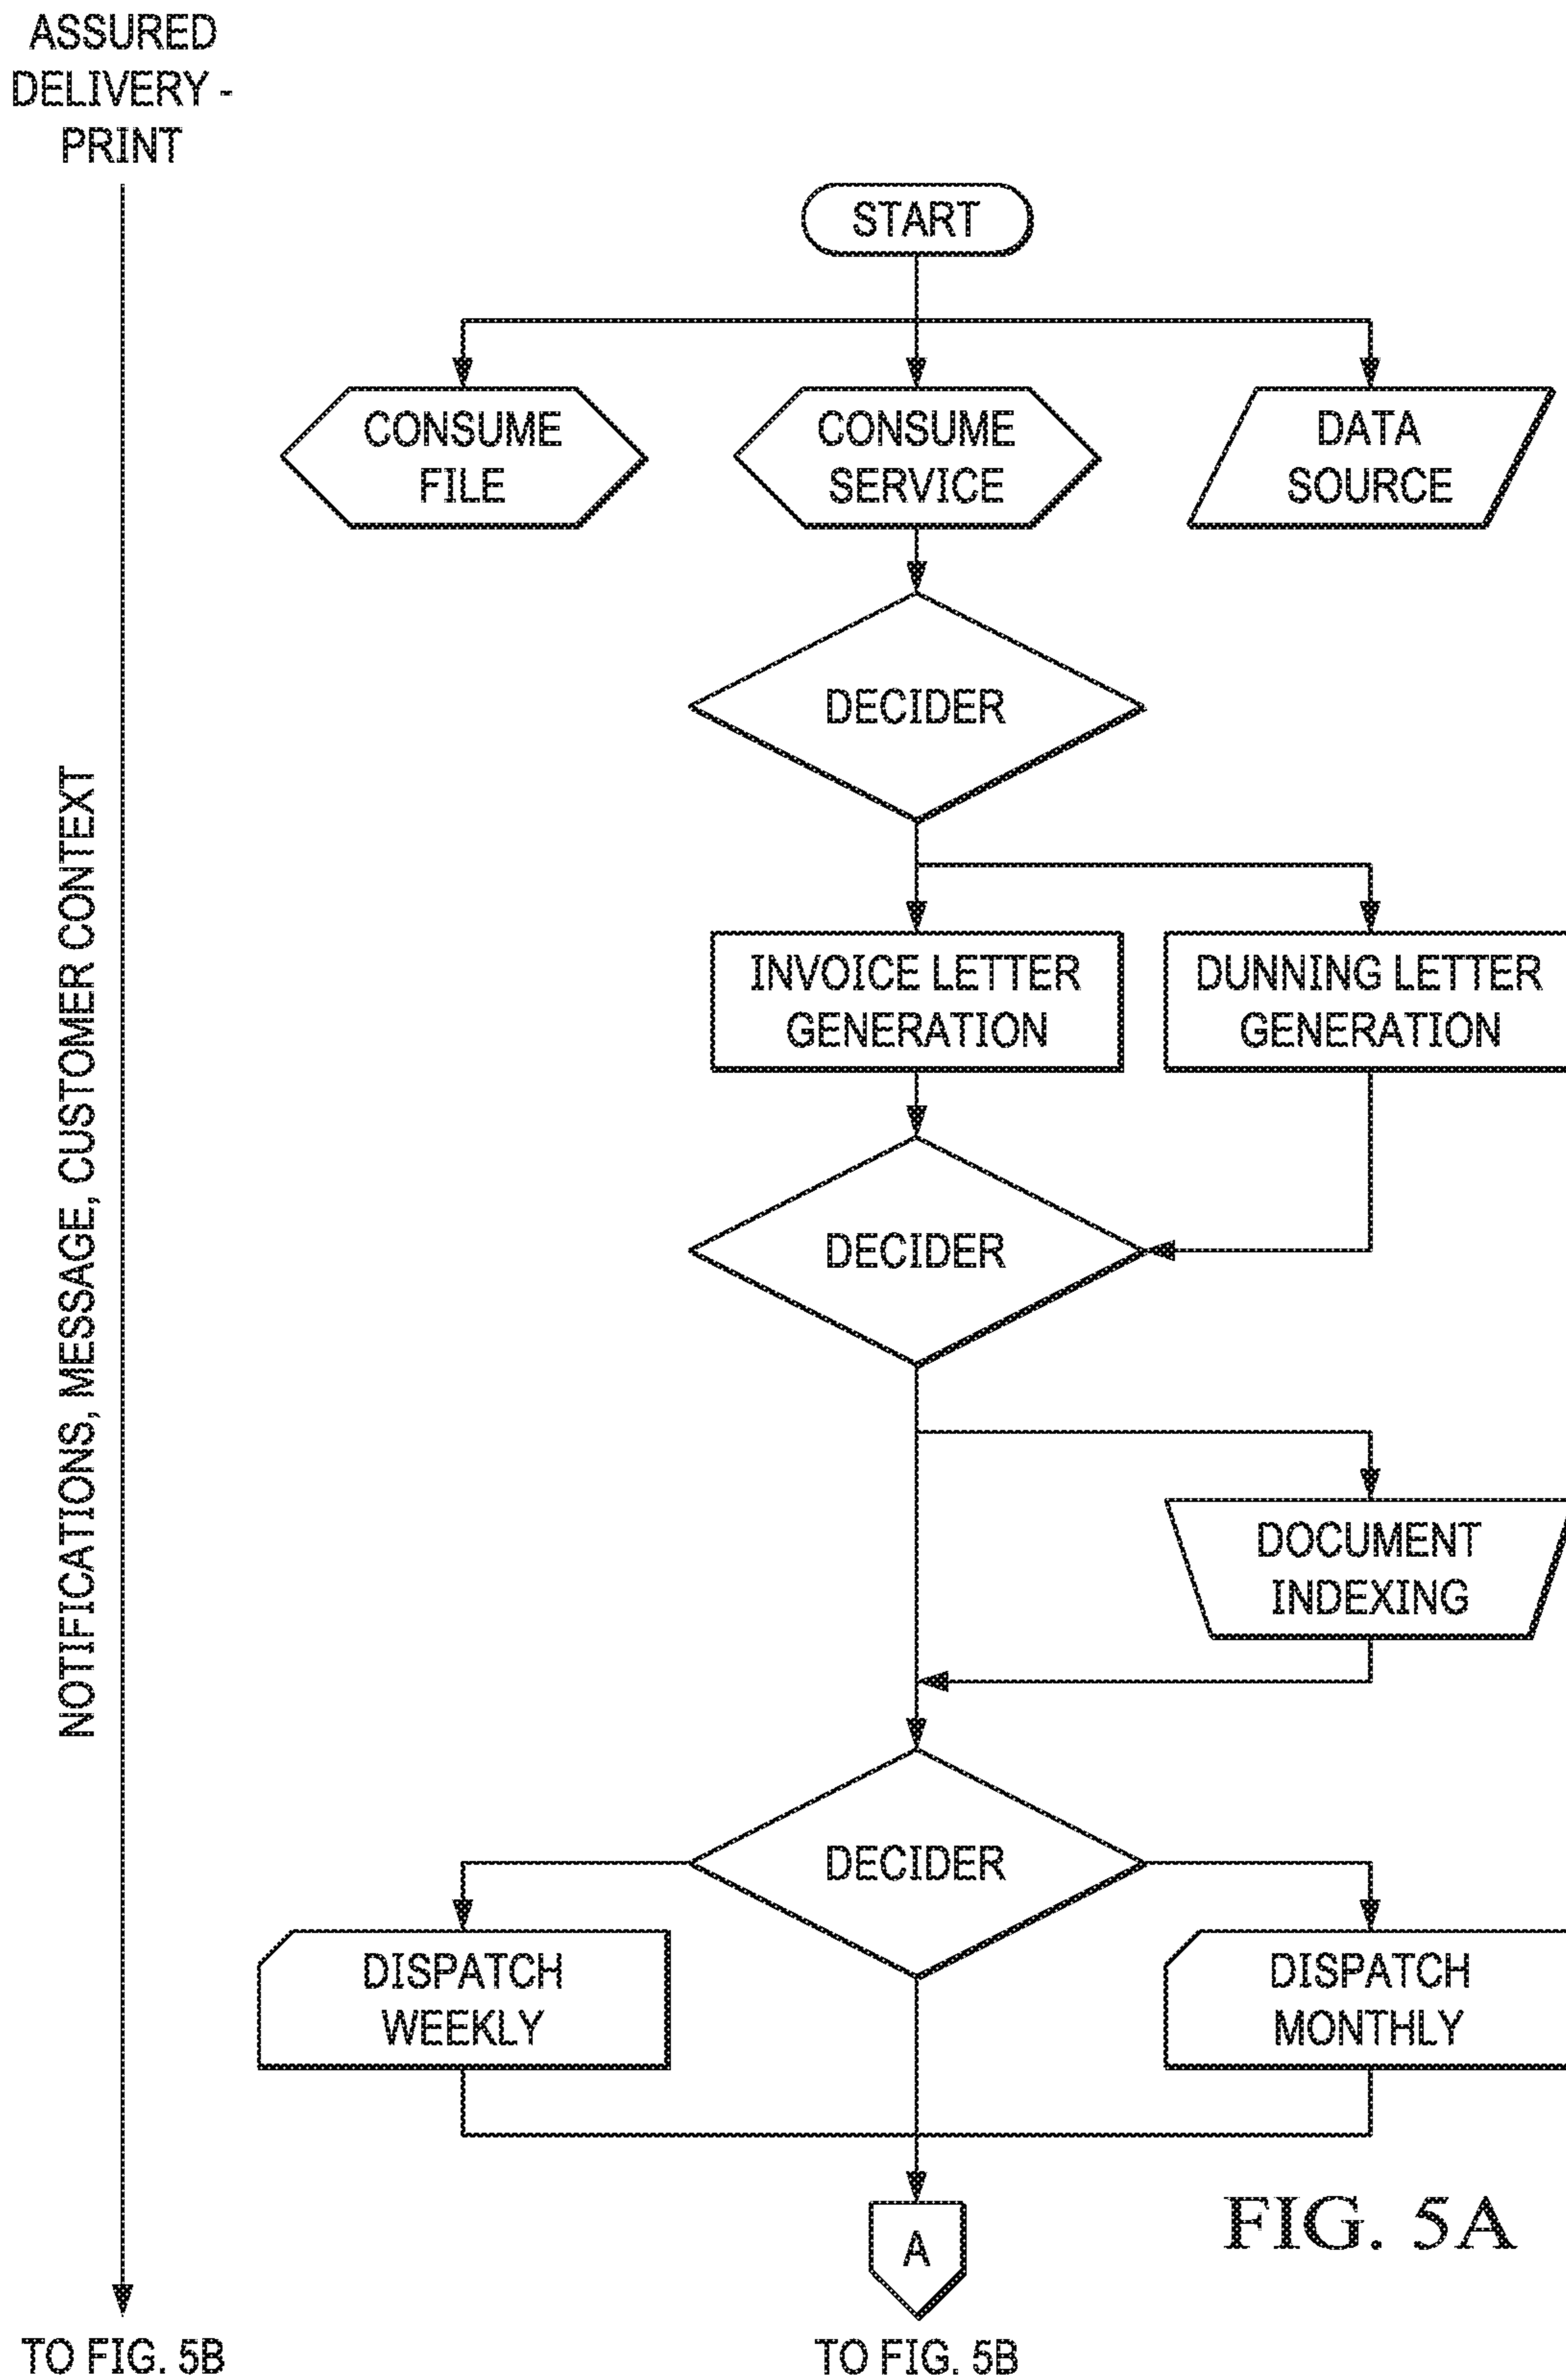 ASSURED
DELIVERY -
PRINT
START
CONSUME
FILE
CONSUME
SERVICE
DATA
SOURCE
DECIDER
NOTIFICATIONS, MESSAGE, CUSTOMER CONTEXT
INVOICE LETTER
GENERATION
DUNNING LETTER
GENERATION
DECIDER
DOCUMENT
INDEXING
DECIDER
DISPATCH
WEEKLY
DISPATCH
MONTHLY
A
FIG. 5A
TO FIG. 5B
TO FIG. 5B